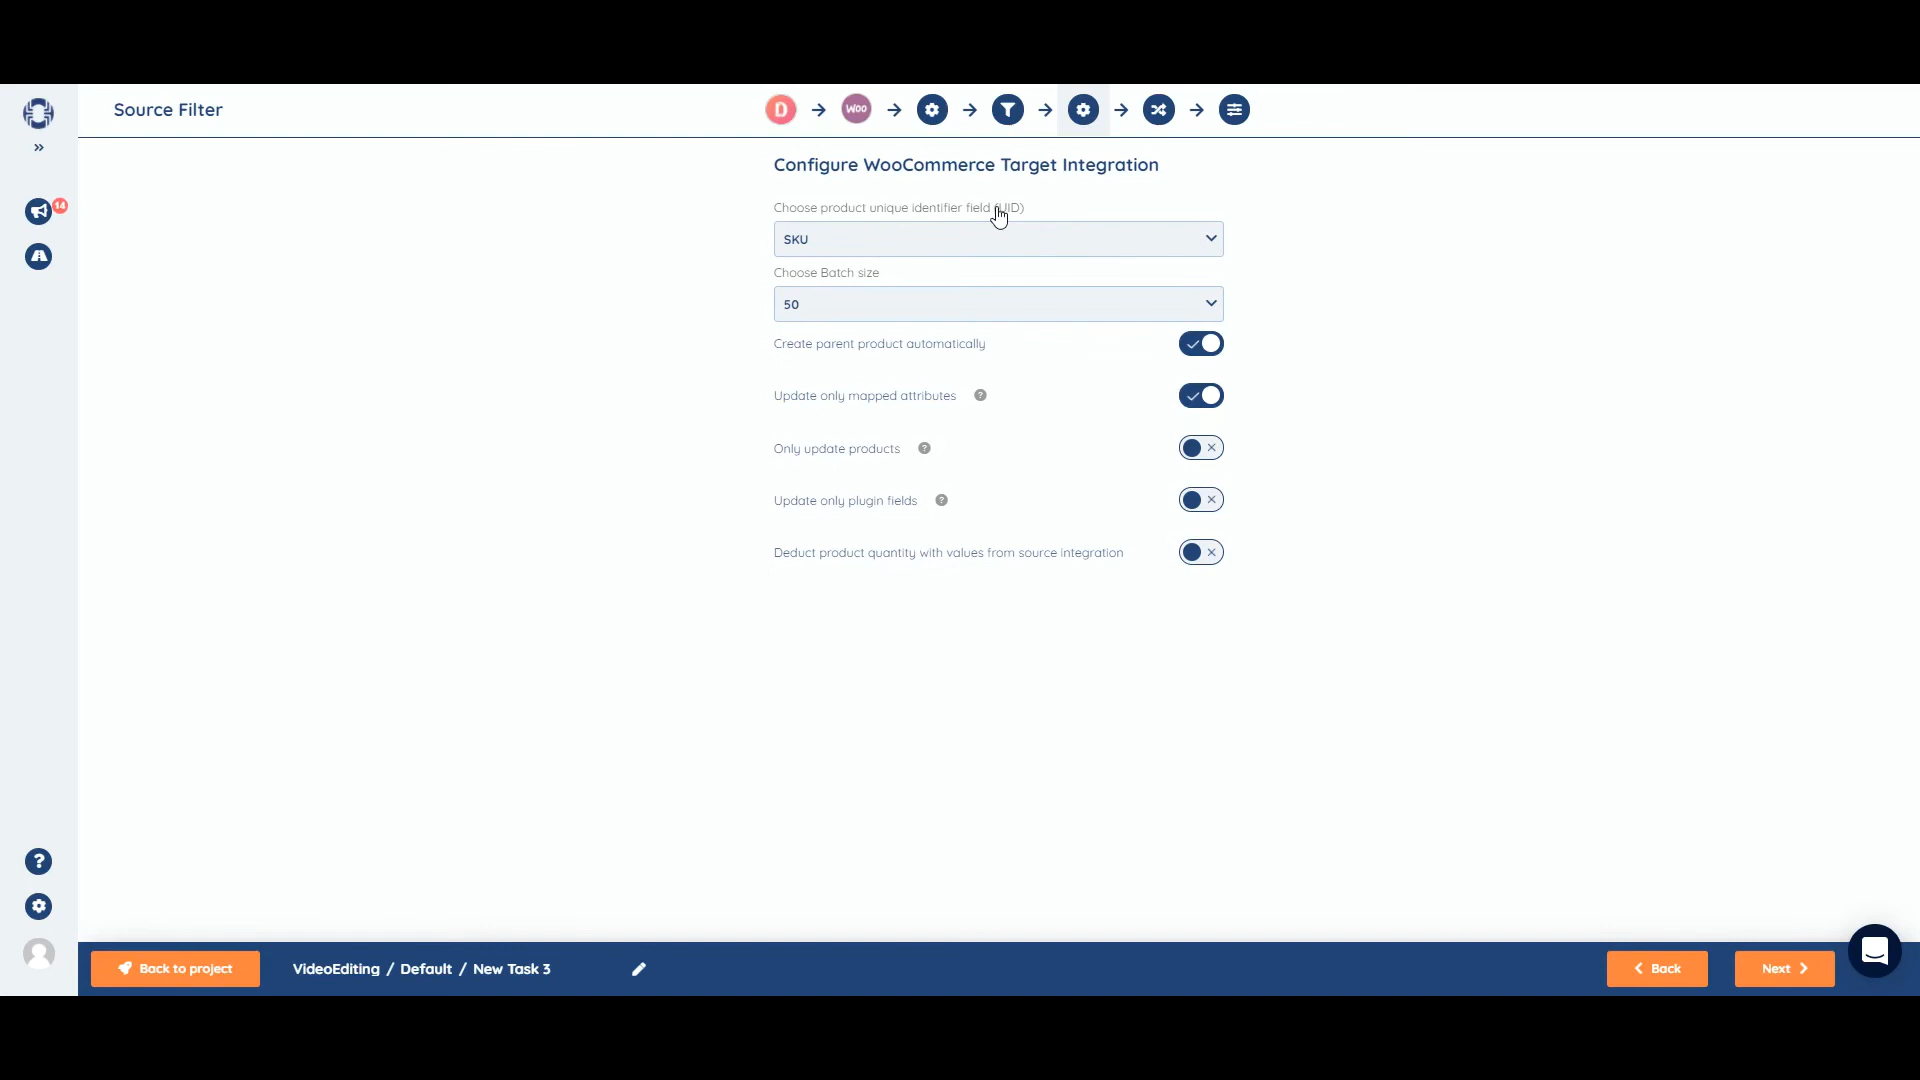 Source Filter
D
Woo
14
Configure WooCommerce Target Integration
Choose product unique identifier field (UID)
SKU
Choose Batch size
50
Create parent product automatically
Update only mapped attributes ?
Only update products ?
Update only plugin fields ?
Deduct product quantity with values from source integration
?
Back to project
VideoEditing / Default / New Task 3
Back
Next